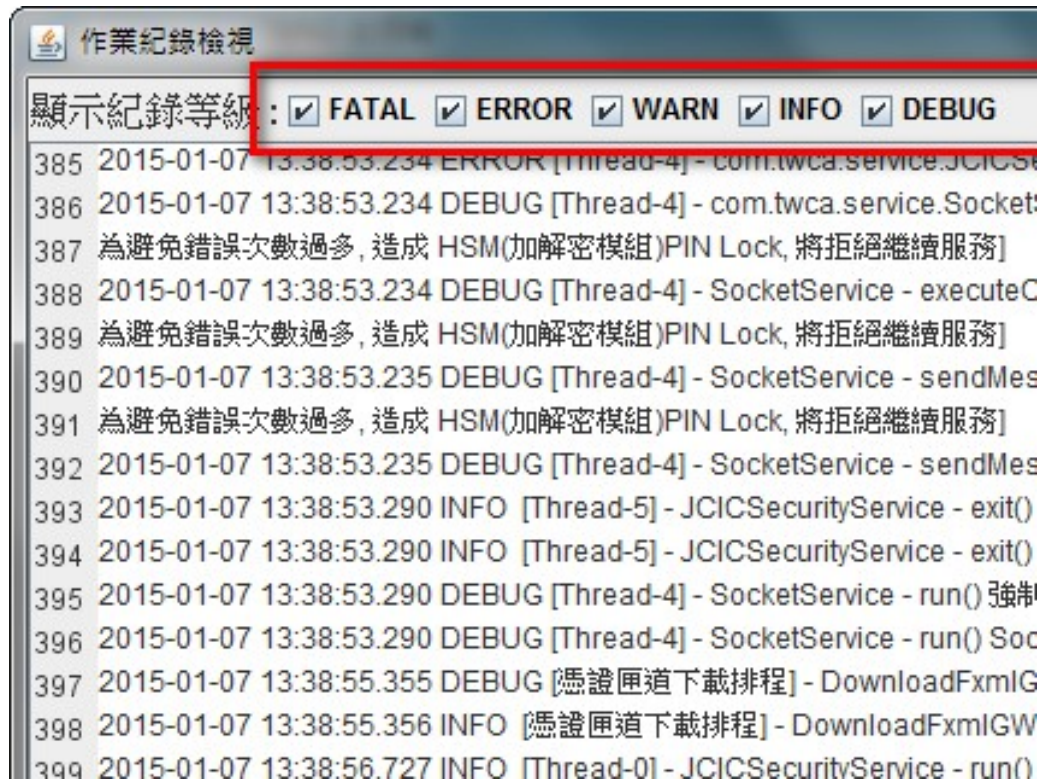 作業紀錄檢視
顯示紀錄等級 : FATAL ERROR WARN INFO DEBUG
385 2015-01-07 13:38:53.234 ERROR [Thread-4] - com.twca.service.JCICSe
386 2015-01-07 13:38:53.234 DEBUG [Thread-4] - com.twca.service.Socket
387 為避免錯誤次數過多, 造成 HSM(加解密模組)PIN Lock, 將拒絕繼續服務]
388 2015-01-07 13:38:53.234 DEBUG [Thread-4] - SocketService - executeC
389 為避免錯誤次數過多, 造成 HSM(加解密模組)PIN Lock, 將拒絕繼續服務]
390 2015-01-07 13:38:53.235 DEBUG [Thread-4] - SocketService - sendMes
391 為避免錯誤次數過多, 造成 HSM(加解密模組)PIN Lock, 將拒絕繼續服務]
392 2015-01-07 13:38:53.235 DEBUG [Thread-4] - SocketService - sendMes
393 2015-01-07 13:38:53.290 INFO [Thread-5] - JCICSecurityService - exit()
394 2015-01-07 13:38:53.290 INFO [Thread-5] - JCICSecurityService - exit()
395 2015-01-07 13:38:53.290 DEBUG [Thread-4] - SocketService - run() 強制
396 2015-01-07 13:38:53.290 DEBUG [Thread-4] - SocketService - run() Soc
397 2015-01-07 13:38:55.355 DEBUG [憑證匣道下載排程] - DownloadFxmlG
398 2015-01-07 13:38:55.356 INFO [憑證匣道下載排程] - DownloadFxmlGW
399 2015-01-07 13:38:56.727 INFO [Thread-0] - JCICSecurityService - run()